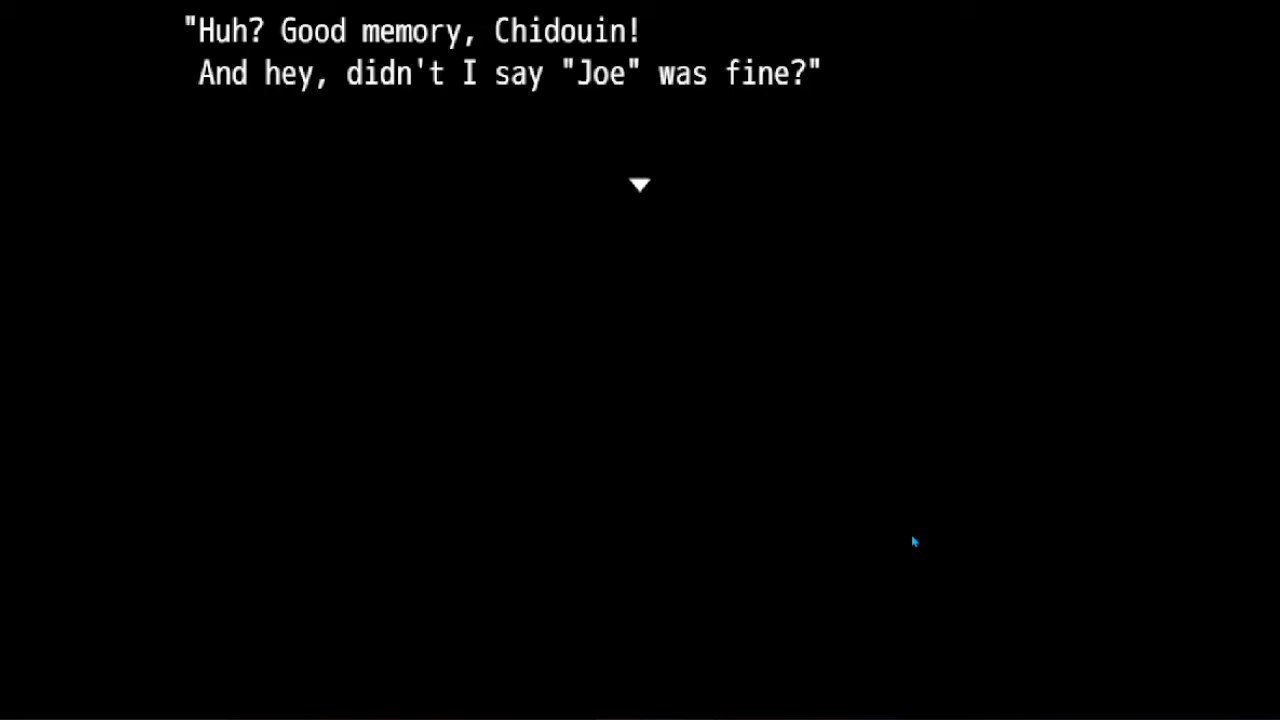 "Huh? Good memory, Chidouin!
And hey, didn't I say "Joe" was fine?"